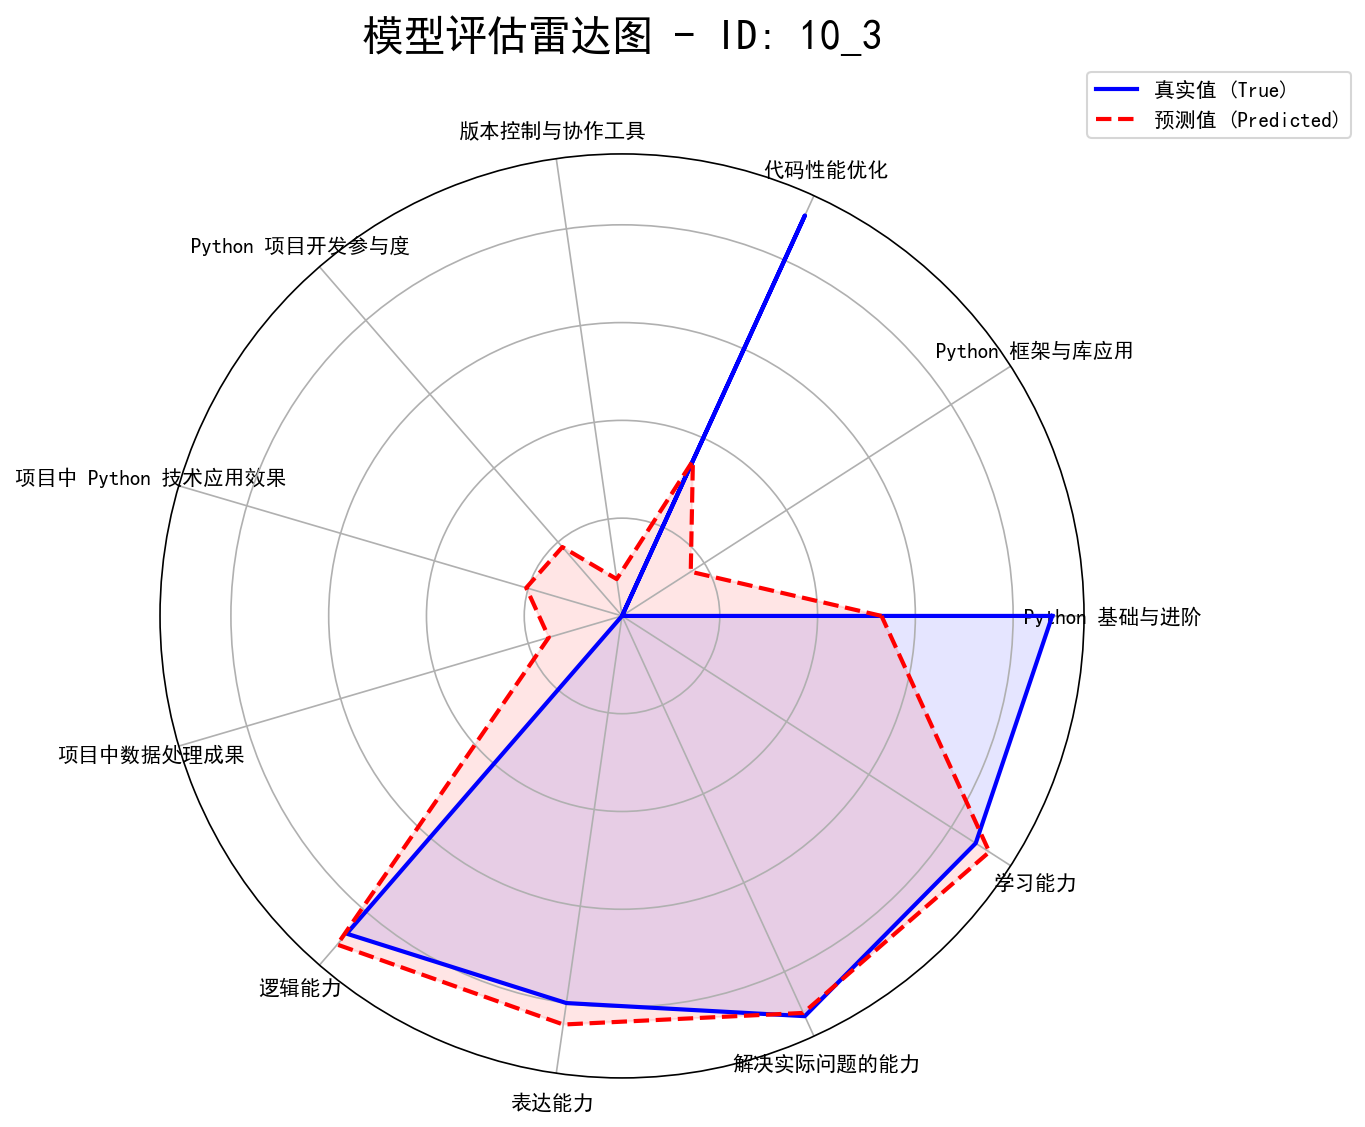 模型评估雷达图 - ID: 10_3
真实值 (True)
预测值 (Predicted)
版本控制与协作工具
代码性能优化
Python 项目开发参与度
Python 框架与库应用
项目中 Python 技术应用效果
Python 基础与进阶
项目中数据处理成果
学习能力
逻辑能力
解决实际问题的能力
表达能力